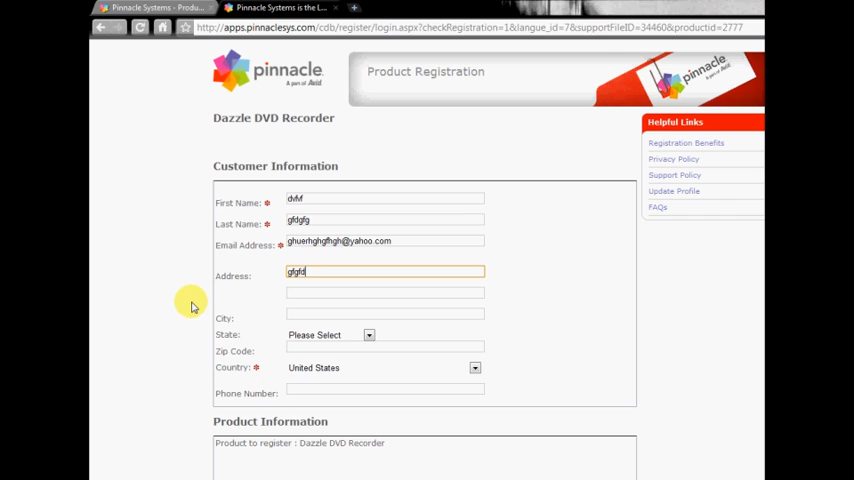 Pinnacle Systems - Produ...
Pinnacle Systems is the L...
http://apps.pinnaclesys.com/cdb/register/login.aspx?checkRegistration=1&langue_id=7&supportFileID=34460&productid=2777
pinnacle
A part of Avid
Product Registration
pinnacle
A part of Avid
Dazzle DVD Recorder
Helpful Links
Registration Benefits
Privacy Policy
Support Policy
Update Profile
FAQs
Customer Information
First Name: * dvfvf
Last Name: * gfdgfg
Email Address: * ghuerhghgfhgh@yahoo.com
Address: gfgfd
City:
State: Please Select
Zip Code:
Country: * United States
Phone Number:
Product Information
Product to register : Dazzle DVD Recorder